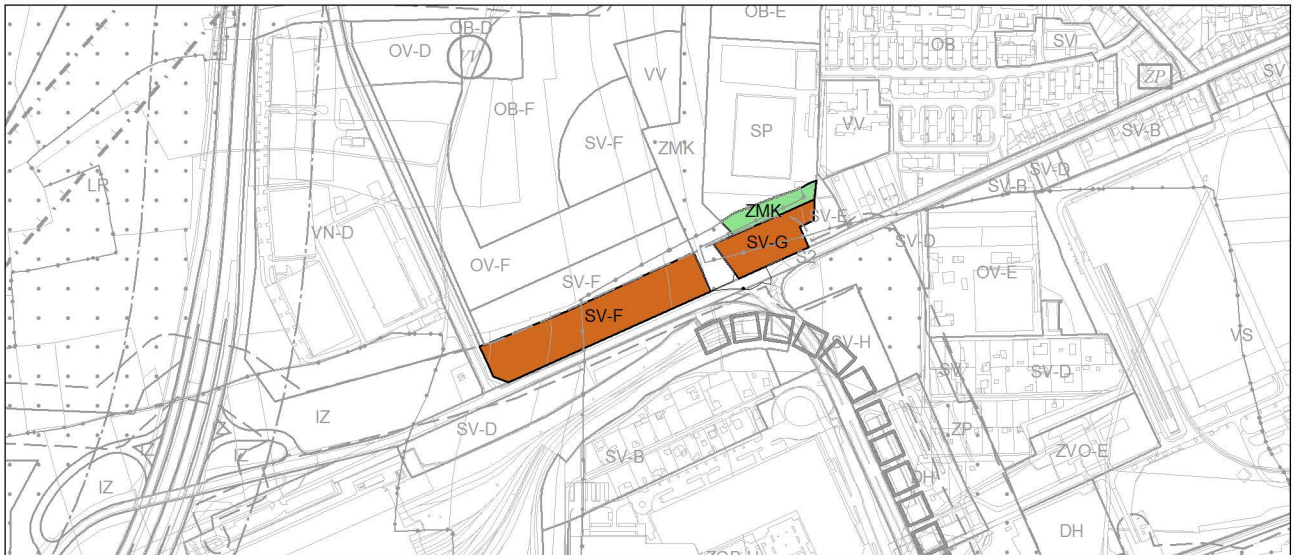 OB-E
OB-D
OV-D
VI
OB
SV
ZP
SV
VV
OB-F
SV-F
SP
VV
ZMK
SV-B
SV-D
LR
SV-B
ZMK
SV-E
VN-D
SV-G
SV-D
S2
OV-F
SV-F
OV-E
SV-F
VS
SV-H
SV
SV-D
IZ
SV-D
ZP
SV-B
ZVO-E
IZ
IZ
IZ
DH
DH